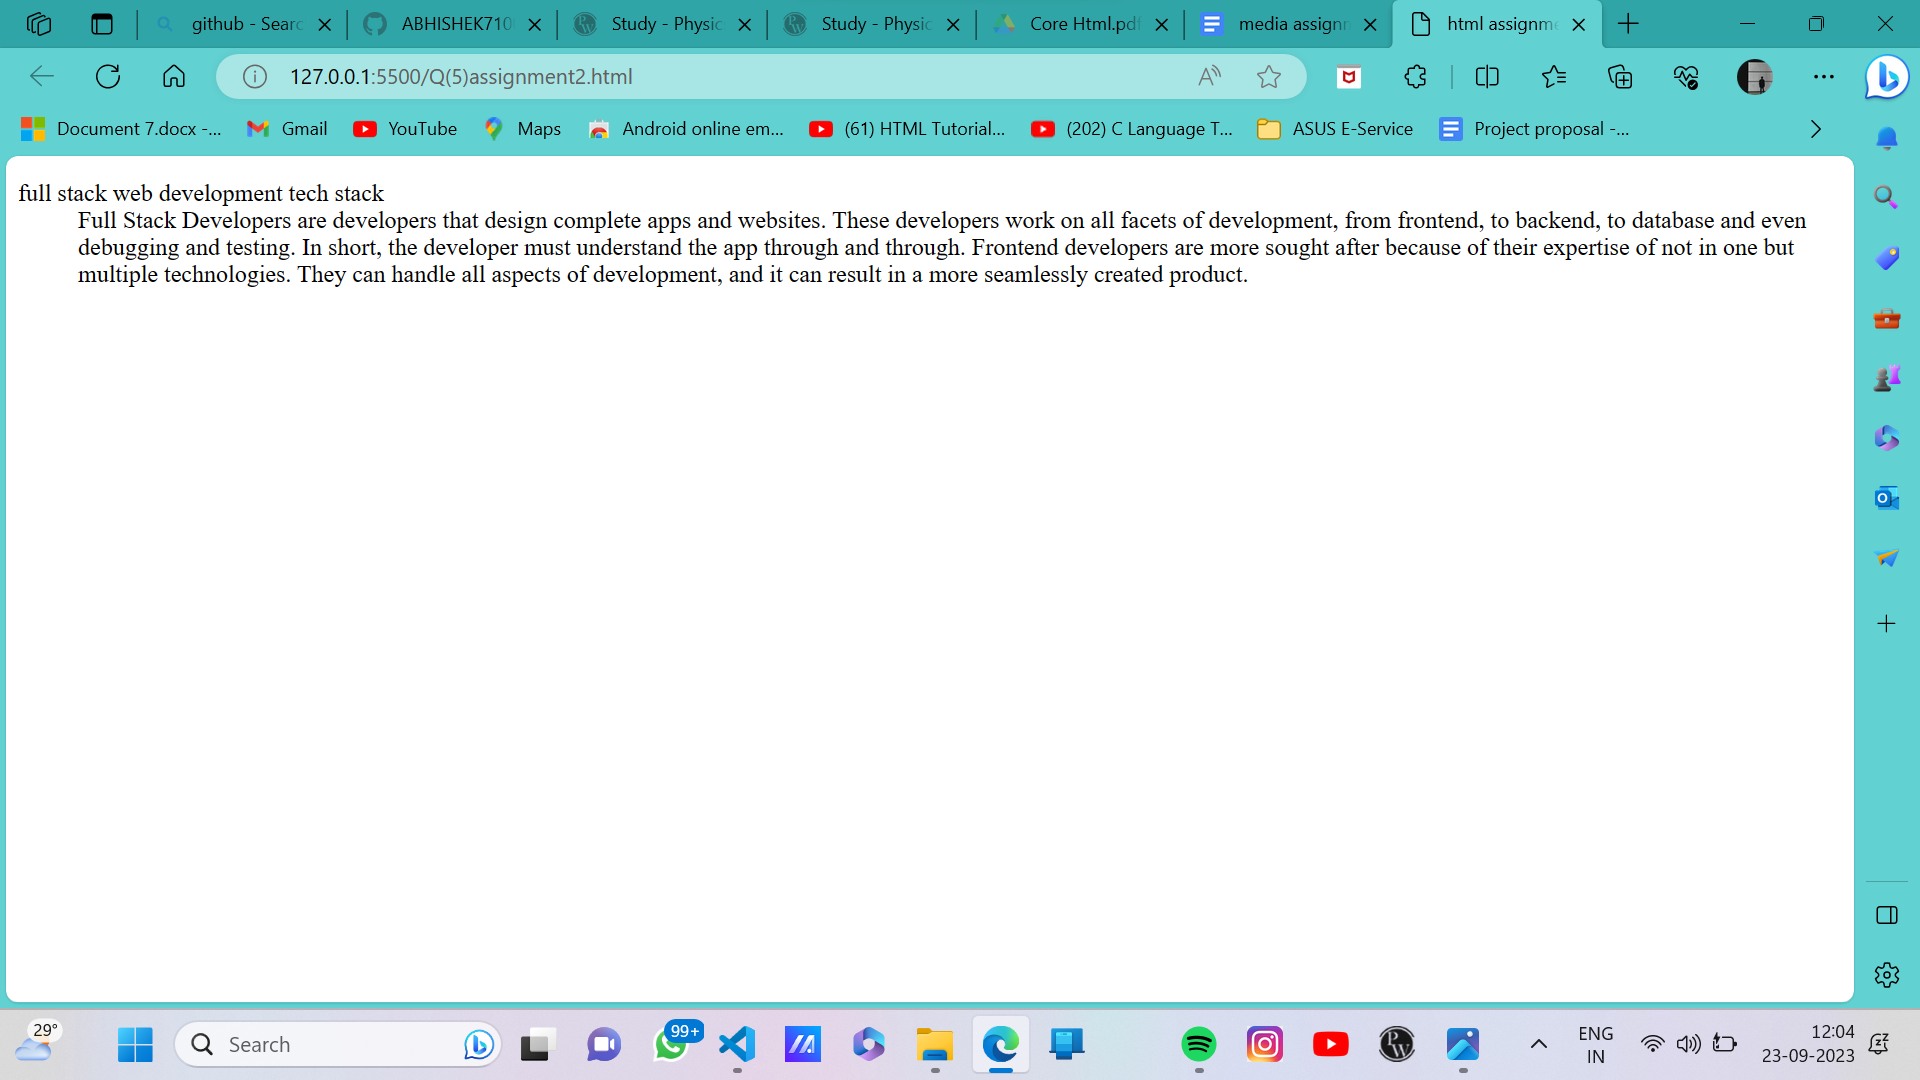 github - Searc
ABHISHEK710
Study - Physic
Study - Physic
Core Html.pdf
media assignm
html assignme
127.0.0.1:5500/Q(5)assignment2.html
Document 7.docx -...
Gmail
YouTube
Maps
Android online em...
(61) HTML Tutorial...
(202) C Language T...
ASUS E-Service
Project proposal -...
full stack web development tech stack
Full Stack Developers are developers that design complete apps and websites. These developers work on all facets of development, from frontend, to backend, to database and even
debugging and testing. In short, the developer must understand the app through and through. Frontend developers are more sought after because of their expertise of not in one but
multiple technologies. They can handle all aspects of development, and it can result in a more seamlessly created product.
29°
Search
99+
ENG
IN
12:04
23-09-2023